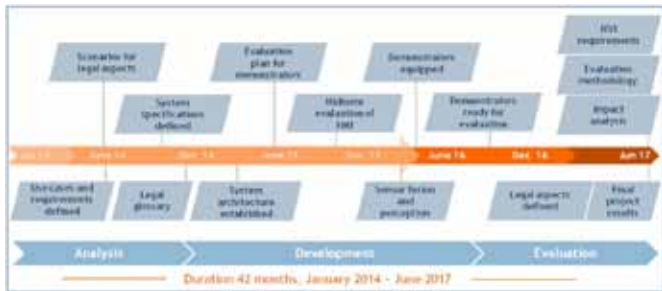 Scenarios for
legal aspects
System
specifications
defined
Evaluation
plan for
demonstrators
Midterm
evaluation of
Demonstrators
equipped
Demonstrators
ready for
evaluation
requirements
Evaluation
methodology
Impact
analysis
June 14
Dec. 14
June 15
Dec. 15
June 16
Dec. 16
Jun 17
Use cases and
requirements
defined
Legal
glossary
System
architecture
established
Sensor fusion
and
perception
Legal aspects
defined
Final
project
results
Analysis
Development
Evaluation
Duration 42 months, January 2014 - June 2017